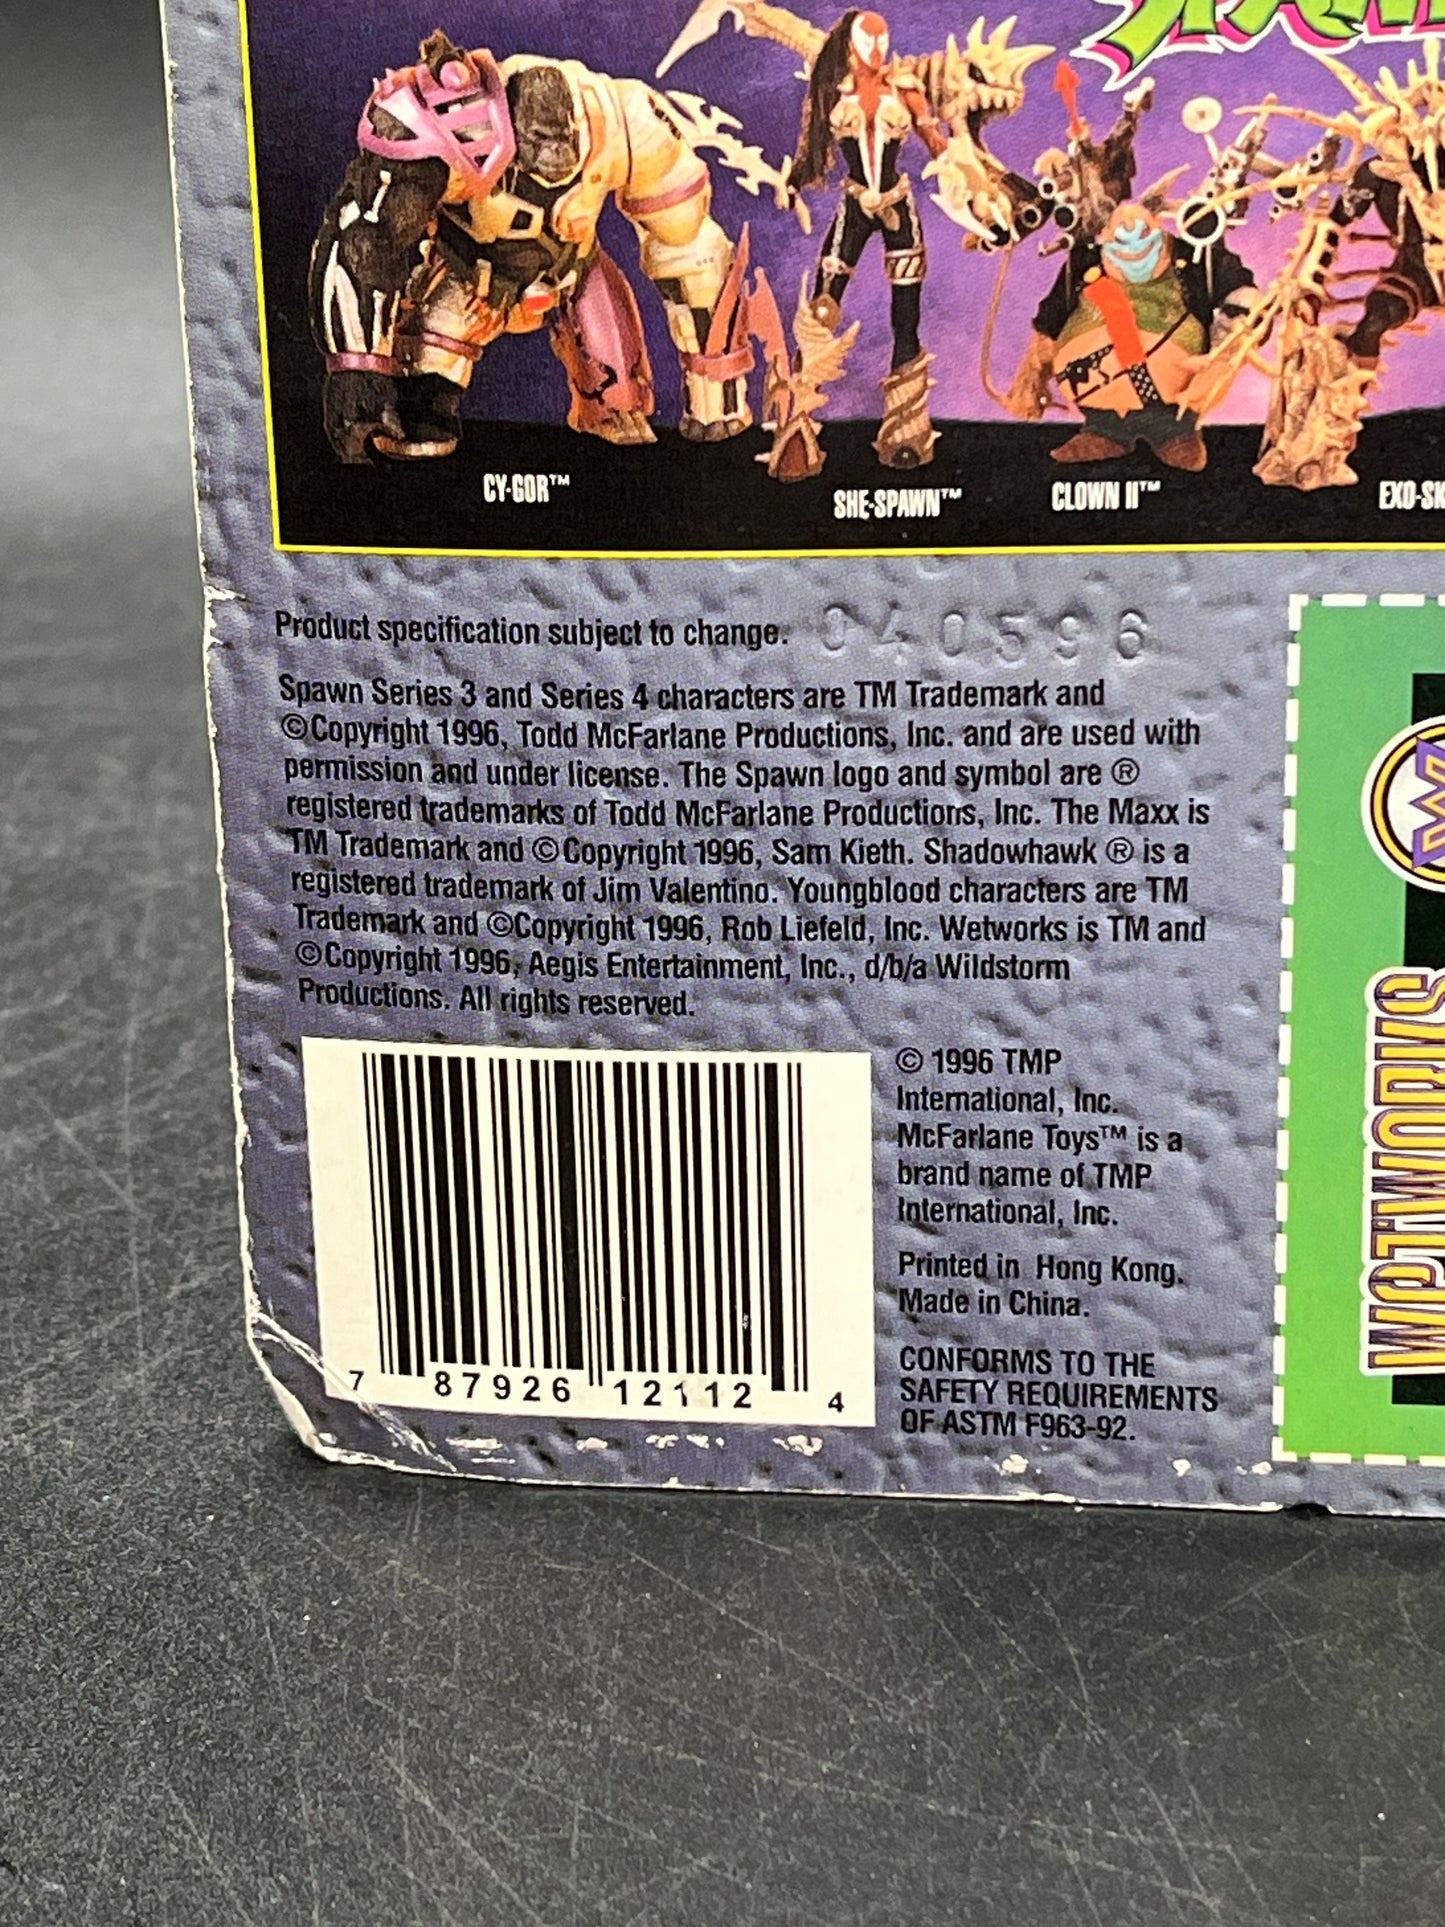 CY-GOR™
SHE-SPAWN™
CLOWN II™
Product specification subject to change. 040596
Spawn Series 3 and Series 4 characters are TM Trademark and
©Copyright 1996, Todd McFarlane Productions, Inc. and are used with
permission and under license. The Spawn logo and symbol are ®
registered trademarks of Todd McFarlane Productions, Inc. The Maxx is
TM Trademark and ©Copyright 1996, Sam Kieth. Shadowhawk ® is a
registered trademark of Jim Valentino. Youngblood characters are TM
Trademark and ©Copyright 1996, Rob Liefeld, Inc. Wetworks is TM and
©Copyright 1996, Aegis Entertainment, Inc., d/b/a Wildstorm
Productions. All rights reserved.
7 87926 12112 4
© 1996 TMP
International, Inc.
McFarlane Toys™ is a
brand name of TMP
International, Inc.
Printed in Hong Kong.
Made in China.
CONFORMS TO THE
SAFETY REQUIREMENTS
OF ASTM F963-92.
WETWORKS